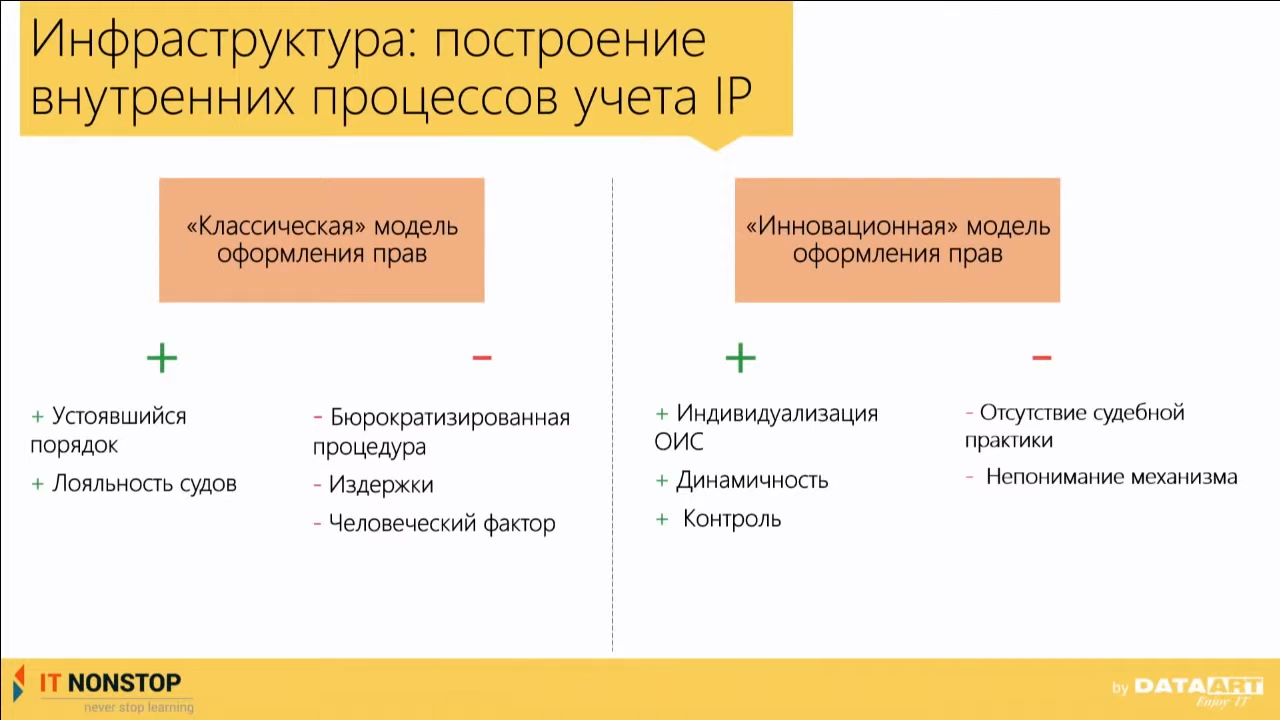 Инфраструктура: построение
внутренних процессов учета IP
«Классическая» модель
оформления прав
+
-
+ Устоявшийся
порядок
+ Лояльность судов
- Бюрократизированная
процедура
- Издержки
- Человеческий фактор
«Инновационная» модель
оформления прав
+
-
+ Индивидуализация
ОИС
+ Динамичность
+ Контроль
- Отсутствие судебной
практики
- Непонимание механизма
IT NONSTOP
never stop learning
by DATAART
Enjoy IT